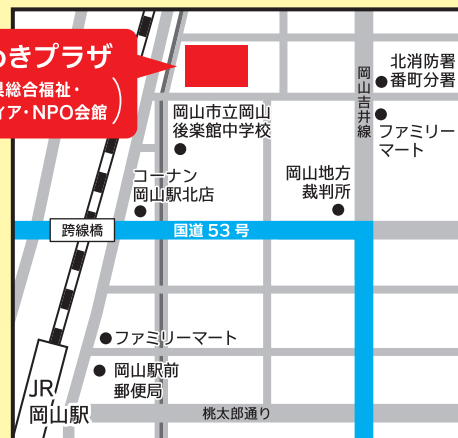 めきプラザ
県総合福祉・
ィア・NPO会館）
岡山市立岡山
後楽館中学校
コーナン
岡山駅北店
岡山地方
裁判所
岡山吉井線
北消防署
番町分署
ファミリー
マート
跨線橋
国道 53 号
ファミリーマート
岡山駅前
郵便局
JR
岡山駅
桃太郎通り